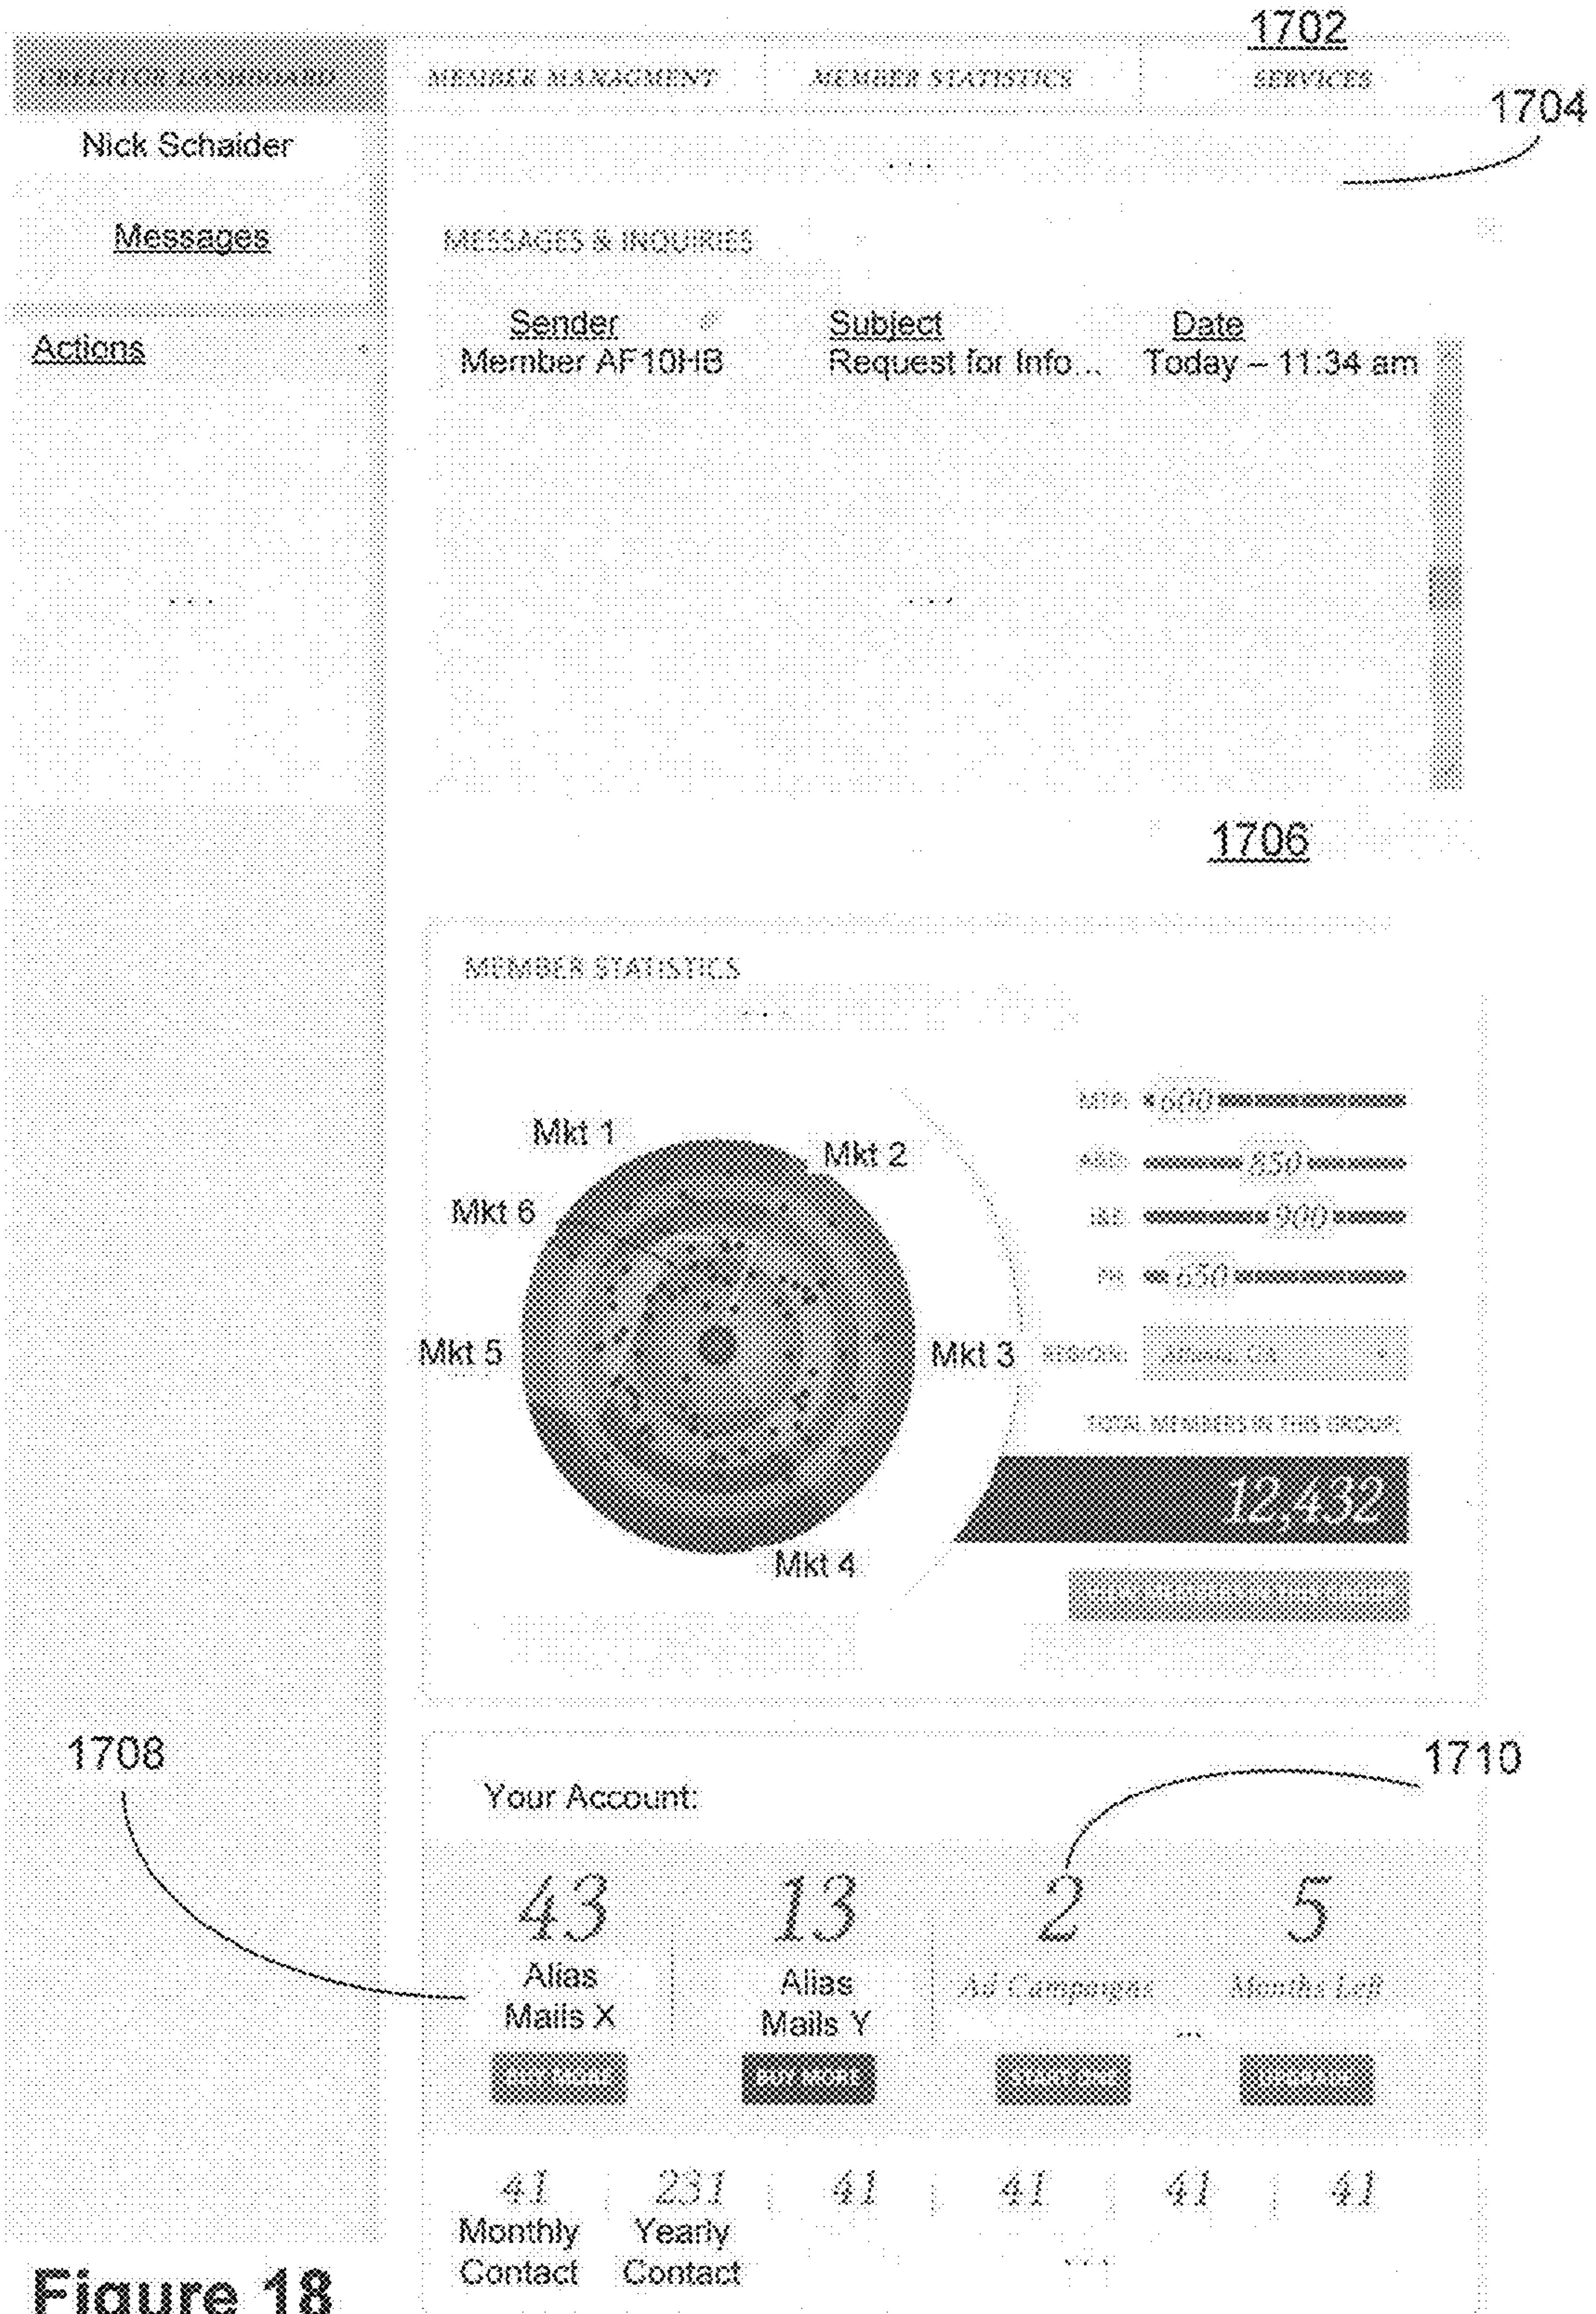 1702
CREDITOR DASHBOARD MEMBER MANAGMENT MEMBER STATISTICS SERVICES
1704
Nick Schaider
...
Messages
MESSAGES & INQUIRIES
Sender Subject Date
Actions
Member AF10HB Request for Info... Today – 11:34 am
... ...
1706
MEMBER STATISTICS
...
600
Mkt 1
Mkt 2
850
Mkt 6
900
650
Mkt 5
Mkt 3
TOTAL MEMBERS IN THIS GROUP:
12,432
Mkt 4
1708
1710
Your Account:
43 13 2 5
Alias
Mails X
Alias
Mails Y
Ad Campaigns
Months Left
...
BUY MORE
41 231 41 41 41 41
Monthly
Contact
Yearly
Contact
...
Figure 18